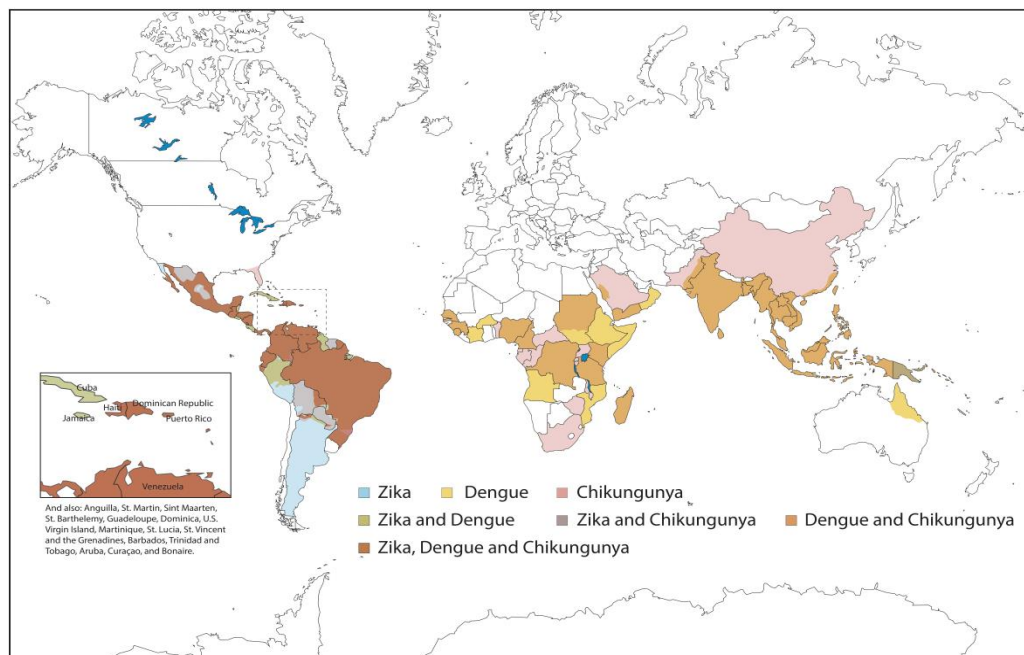 Cuba
Jamaica
Haiti
Dominican Republic
Puerto Rico
Venezuela
And also: Anguilla, St. Martin, Sint Maarten,
St. Barthelemy, Guadeloupe, Dominica, U.S.
Virgin Island, Martinique, St. Lucia, St. Vincent
and the Grenadines, Barbados, Trinidad and
Tobago, Aruba, Curaçao, and Bonaire.
Zika Dengue Chikungunya
Zika and Dengue Zika and Chikungunya Dengue and Chikungunya
Zika, Dengue and Chikungunya